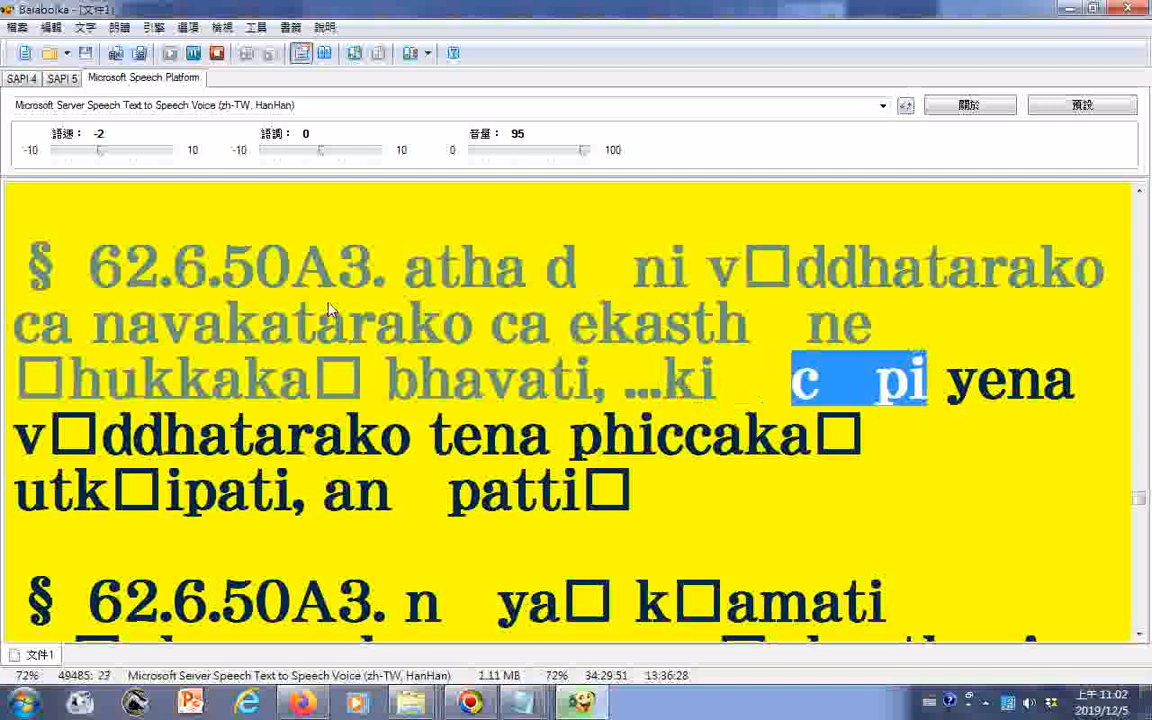 Balabolka - [文件1]
檔案 編輯 文字 朗讀 引擎 選項 檢視 工具 書籤 說明
SAPI 4 SAPI 5 Microsoft Speech Platform
Microsoft Server Speech Text to Speech Voice (zh-TW, HanHan) 關於 預設
語速： -2 語調： 0 音量： 95
-10 10 -10 10 0 100
§ 62.6.50A3. atha d ni v□ddhatarako
ca navakatarako ca ekasth ne
□hukkaka□ bhavati, ...ki c pi yena
v□ddhatarako tena phiccaka□
utk□ipati, an patti□
§ 62.6.50A3. n ya□ k□amati
文件1
72% 49485: 27 Microsoft Server Speech Text to Speech Voice (zh-TW, HanHan) 1.11 MB 72% 34:29:51 13:36:28
上午 11:02
2019/12/5